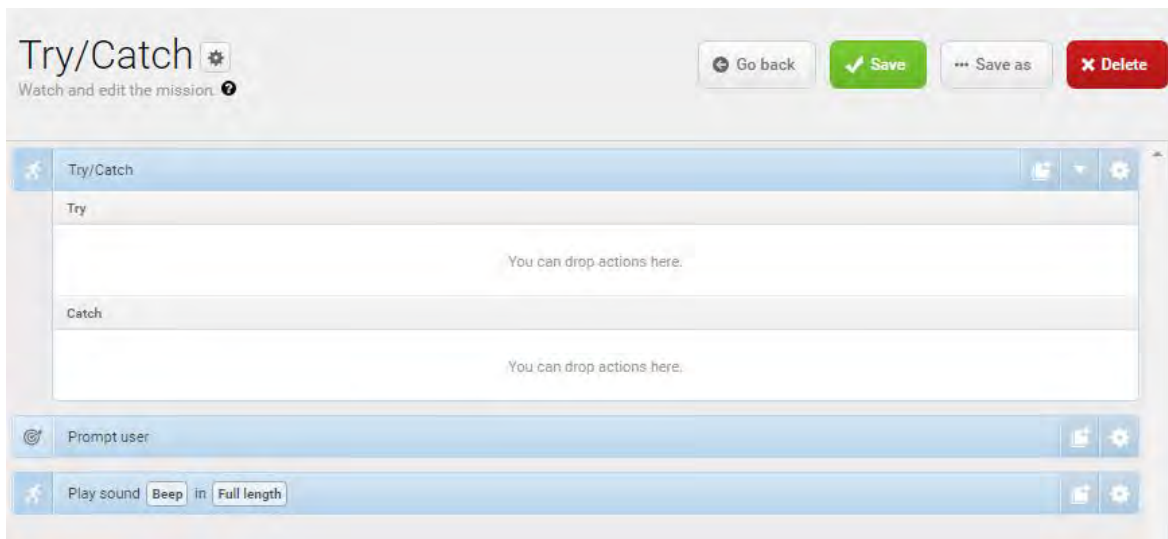 Try/Catch
Watch and edit the mission.
Go back
Save
Save as
Delete
Try/Catch
Try
You can drop actions here.
Catch
You can drop actions here.
Prompt user
Play sound Beep in Full length